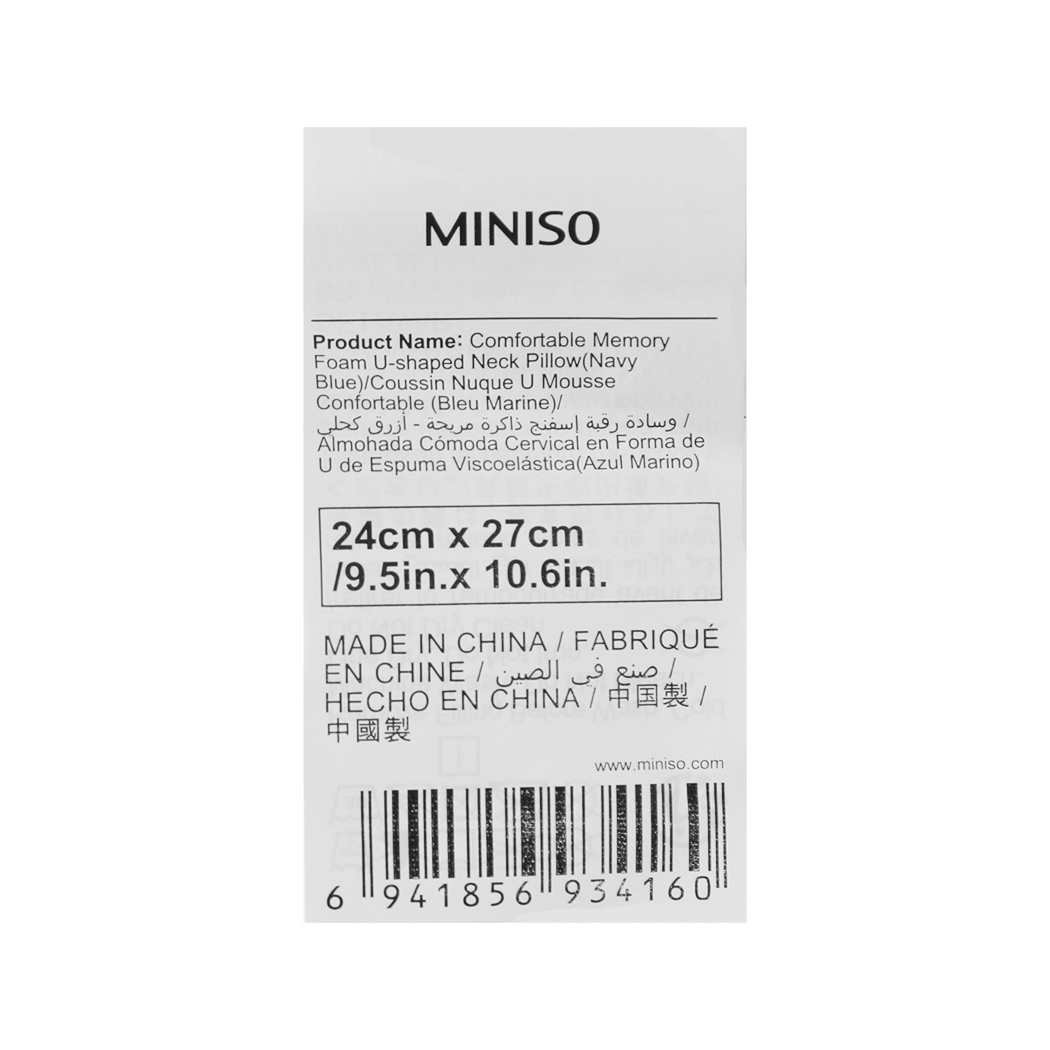 MINISO
Product Name: Comfortable Memory
Foam U-shaped Neck Pillow(Navy
Blue)/Coussin Nuque U Mousse
Confortable (Bleu Marine)/
وسادة رقبة إسفنج ذاكرة مريحة - أزرق كحلي /
Almohada Cómoda Cervical en Forma de
U de Espuma Viscoelástica(Azul Marino)
24cm x 27cm
/9.5in.x 10.6in.
MADE IN CHINA / FABRIQUÉ
EN CHINE / صنع في الصين /
HECHO EN CHINA / 中国製 /
中國製
www.miniso.com
6 941856 934160